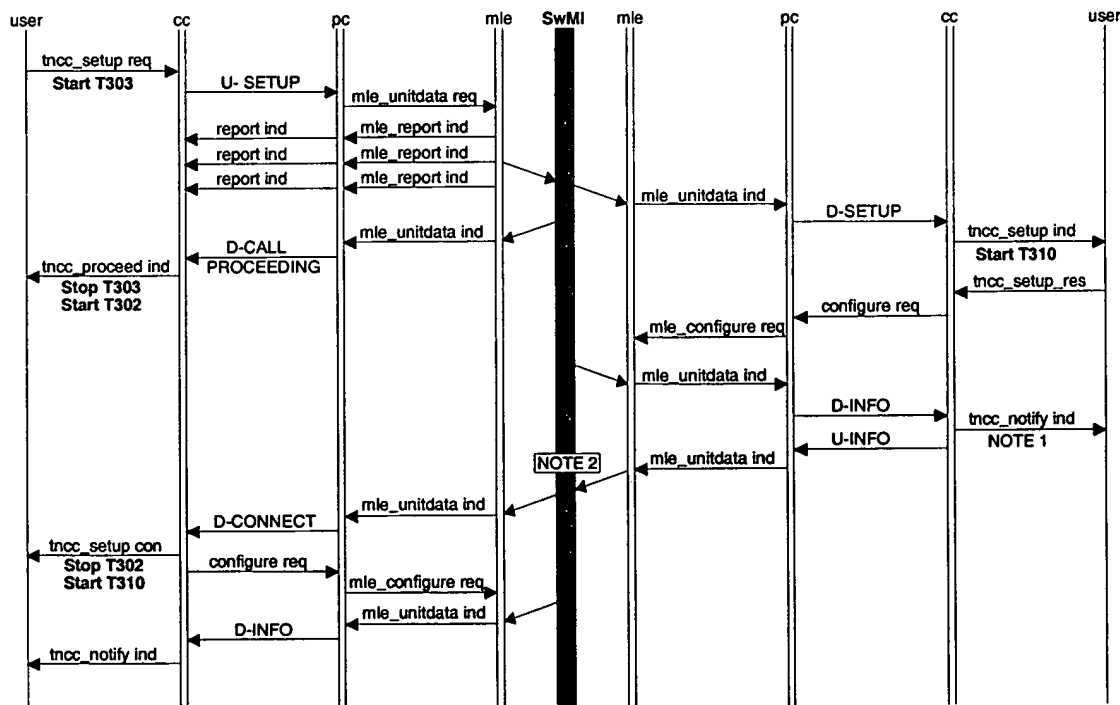 user cc pc mle SwMI mle pc cc user
tncc_setup req
Start T303
U- SETUP
mle_unitdata req
report ind
mle_report ind
report ind
mle_report ind
report ind
mle_report ind
mle_unitdata ind
D-SETUP
mle_unitdata ind
tncc_setup ind
D-CALL
PROCEEDING
Start T310
tncc_proceed ind
Stop T303
Start T302
tncc_setup_res
configure req
mle_configure req
mle_unitdata ind
D-INFO
tncc_notify ind
NOTE 1
U-INFO
NOTE 2
mle_unitdata ind
mle_unitdata ind
D-CONNECT
tncc_setup con
Stop T302
Start T310
configure req
mle_configure req
mle_unitdata ind
D-INFO
tncc_notify ind